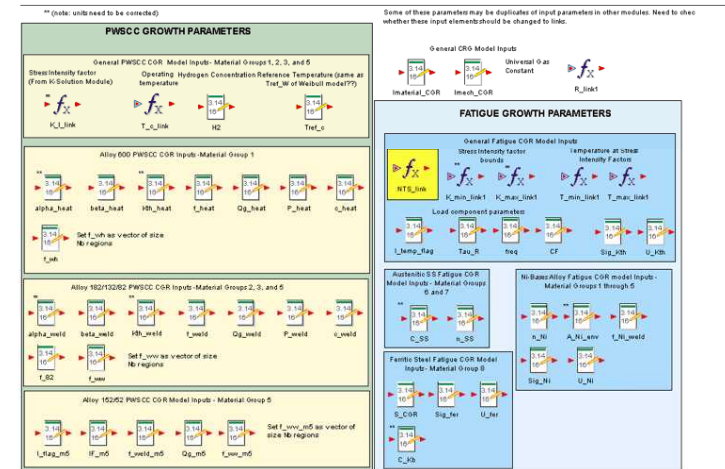 ** (note: units need to be corrected)
Some of these parameters may be duplicates of input parameters in other modules. Need to chec
whether these input elements should be changed to links.
PWSCC GROWTH PARAMETERS
General PWSCC CGR Model Inputs- Material Groups 1, 2, 3, and 5
Stress Intensity factor
(From K-Solution Module)
Operating
temperature
Hydrogen Concentration
Reference Temperature (same as
Tref_W of Weibull model??)
**
K_I_link
T_c_link
H2
Tref_c
Alloy 600 PWSCC CGR Inputs-Material Group 1
**
**
alpha_heat
beta_heat
Kth_heat
f_heat
Qg_heat
P_heat
c_heat
Set f_wh as vector of size
Nb regions
f_wh
Alloy 182/132/82 PWSCC CGR Inputs-Material Groups 2, 3, and 5
**
**
alpha_weld
beta_weld
Kth_weld
f_weld
Qg_weld
P_weld
c_weld
Set f_ww as vector of size
Nb regions
f_82
f_ww
Alloy 152/52 PWSCC CGR Model Inputs - Material Group 5
Set f_ww_m5 as vector of
size Nb regions
I_flag_m5
IF_m5
f_weld_m5
Qg_m5
f_ww_m5
General CRG Model Inputs
Universal Gas
Constant
Imaterial_CGR
Imech_CGR
R_link1
FATIGUE GROWTH PARAMETERS
General Fatigue CGR Model Inputs
Stress Intensity factor
bounds
Temperature at Stress
Intensity Factors
**
**
NTS_link
K_min_link1
K_max_link1
T_min_link1
T_max_link1
Load component parameters
I_temp_flag
Tau_R
freq
CF
Sig_Kth
U_Kth
Austenitic SS Fatigue CGR
Model Inputs - Material Groups
6 and 7
**
C_SS
n_SS
Ni-Bases Alloy Fatigue CGR model Inputs -
Material Groups 1 through 5
**
n_Ni
A_Ni_env
f_Ni_weld
Sig_Ni
U_Ni
Ferritic Steel Fatigue CGR Model
Inputs - Material Group 8
S_CGR
Sig_fer
U_fer
**
C_Kb